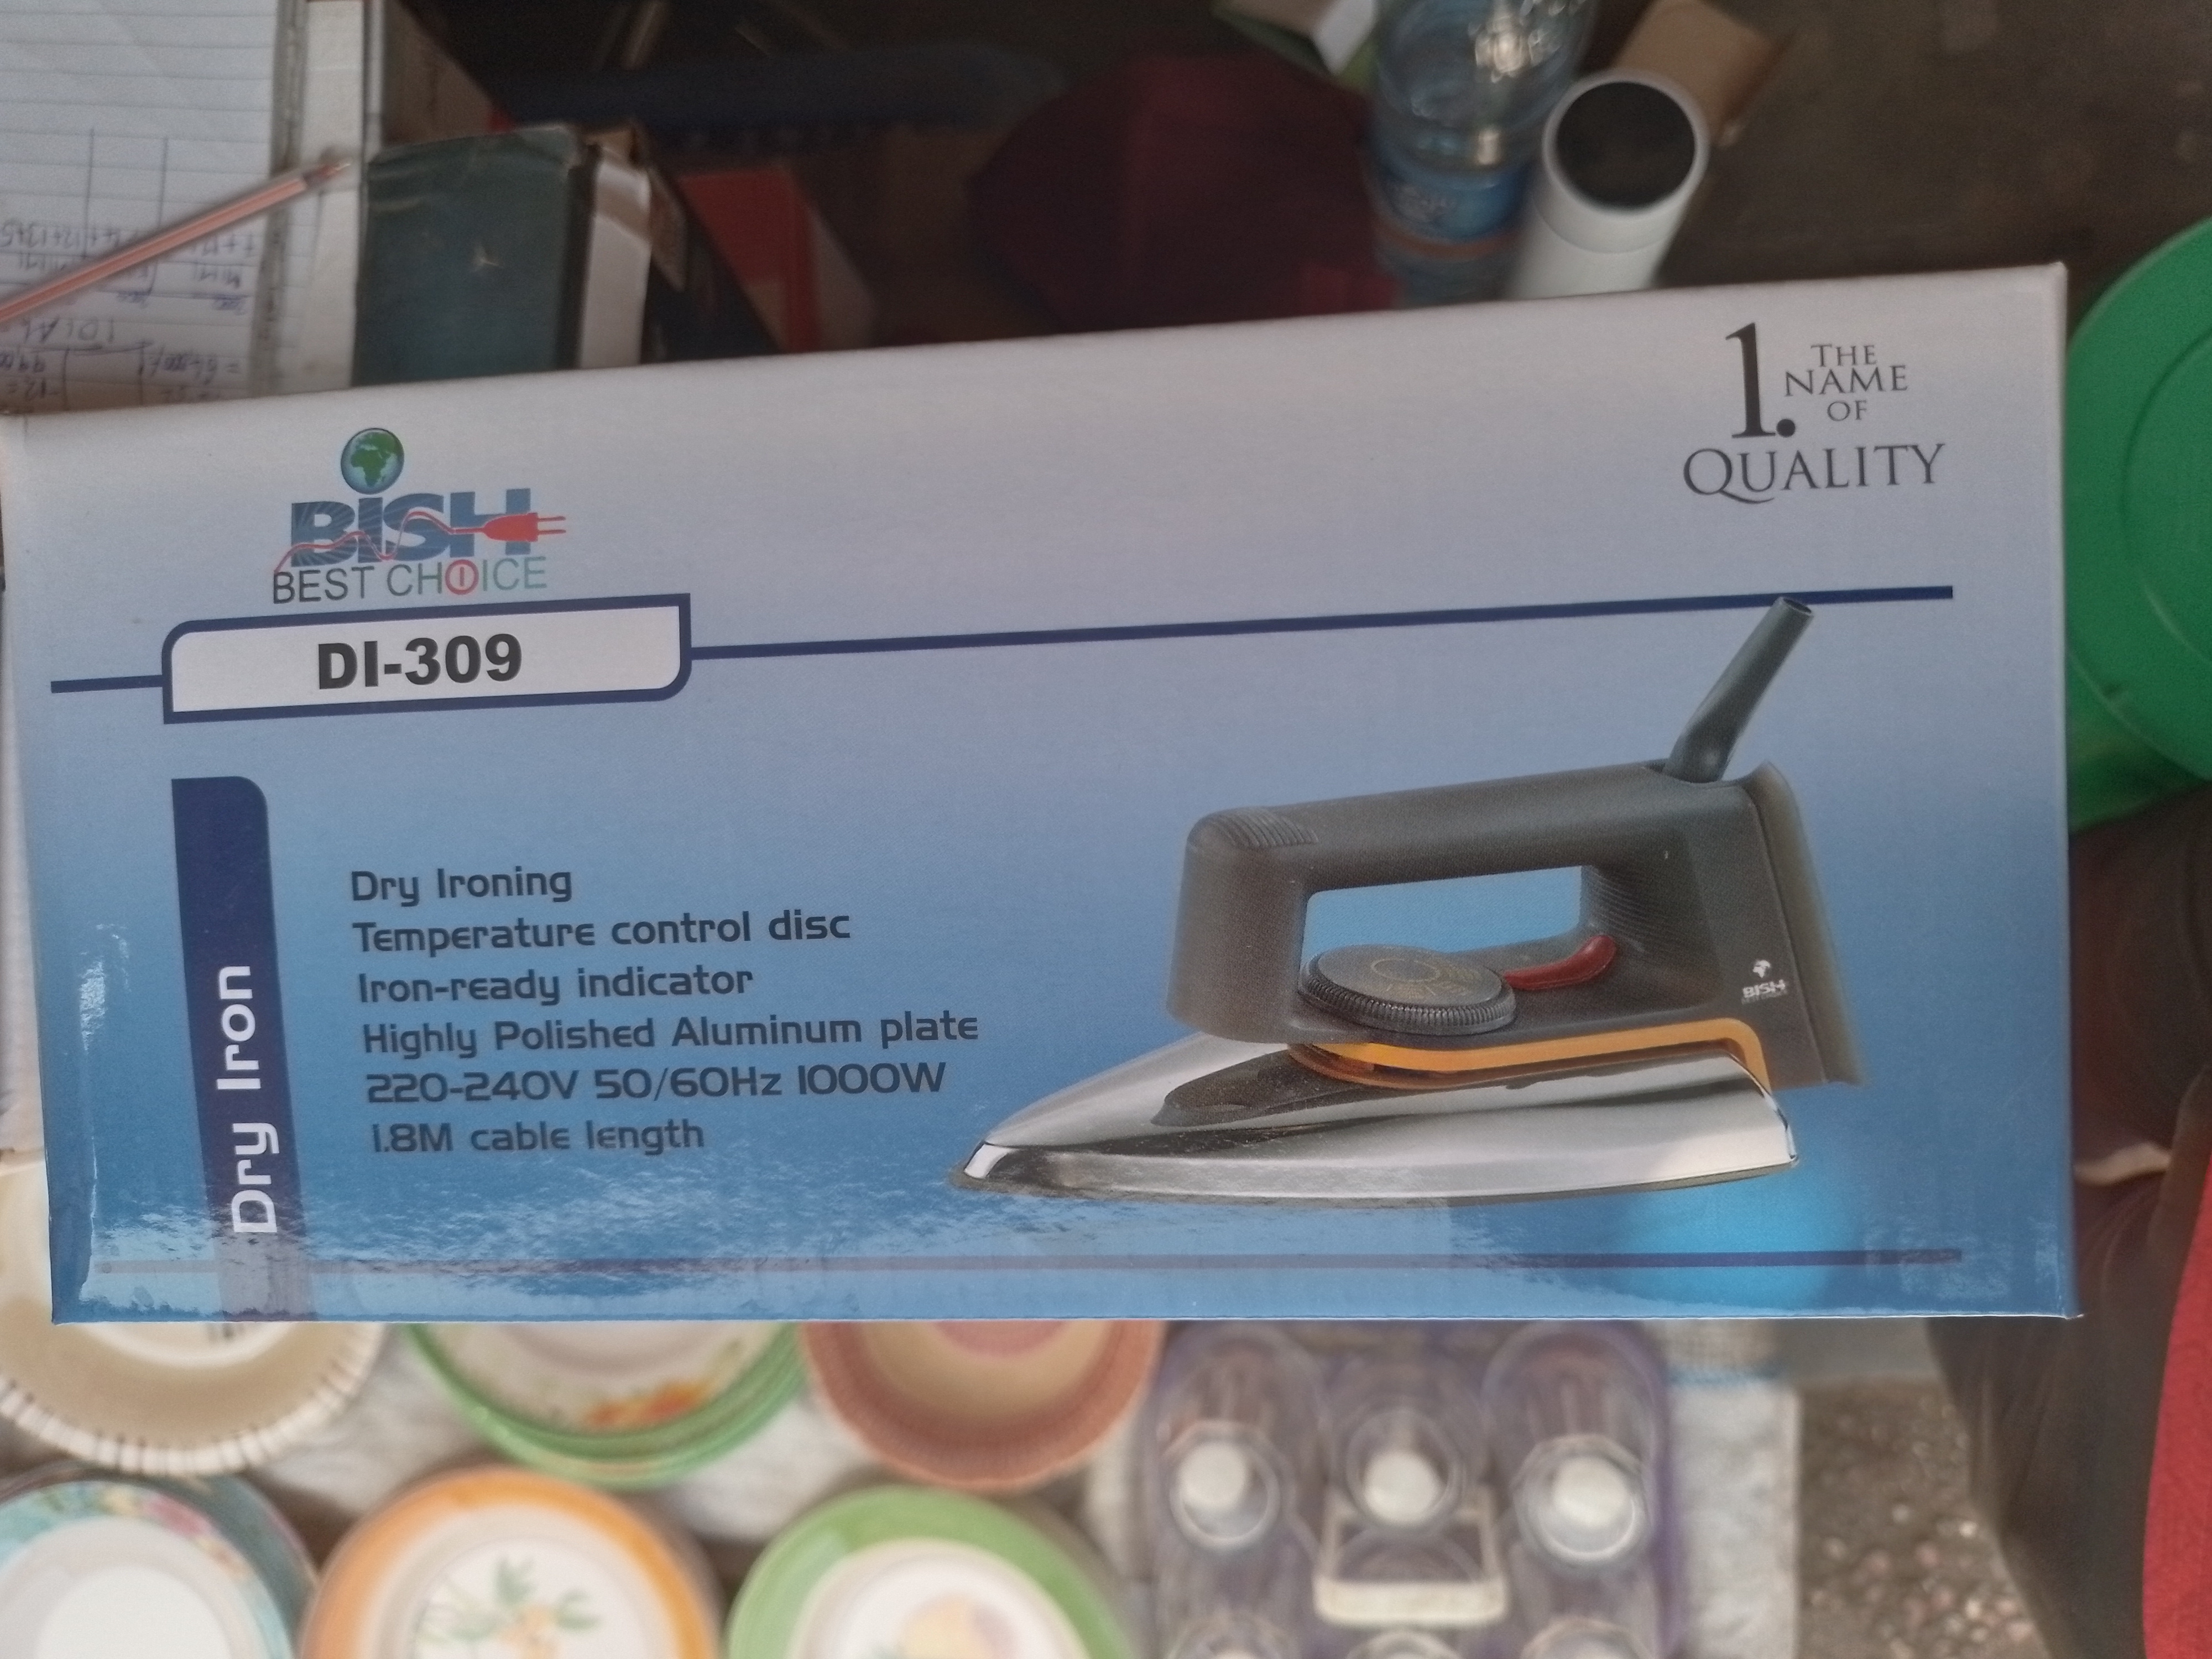 1. THE
NAME
OF
QUALITY
BISH
BEST CHOICE
DI-309
Dry Iron
Dry Ironing
Temperature control disc
Iron-ready indicator
Highly Polished Aluminum plate
220-240V 50/60Hz 1000W
1.8M cable length
BISH